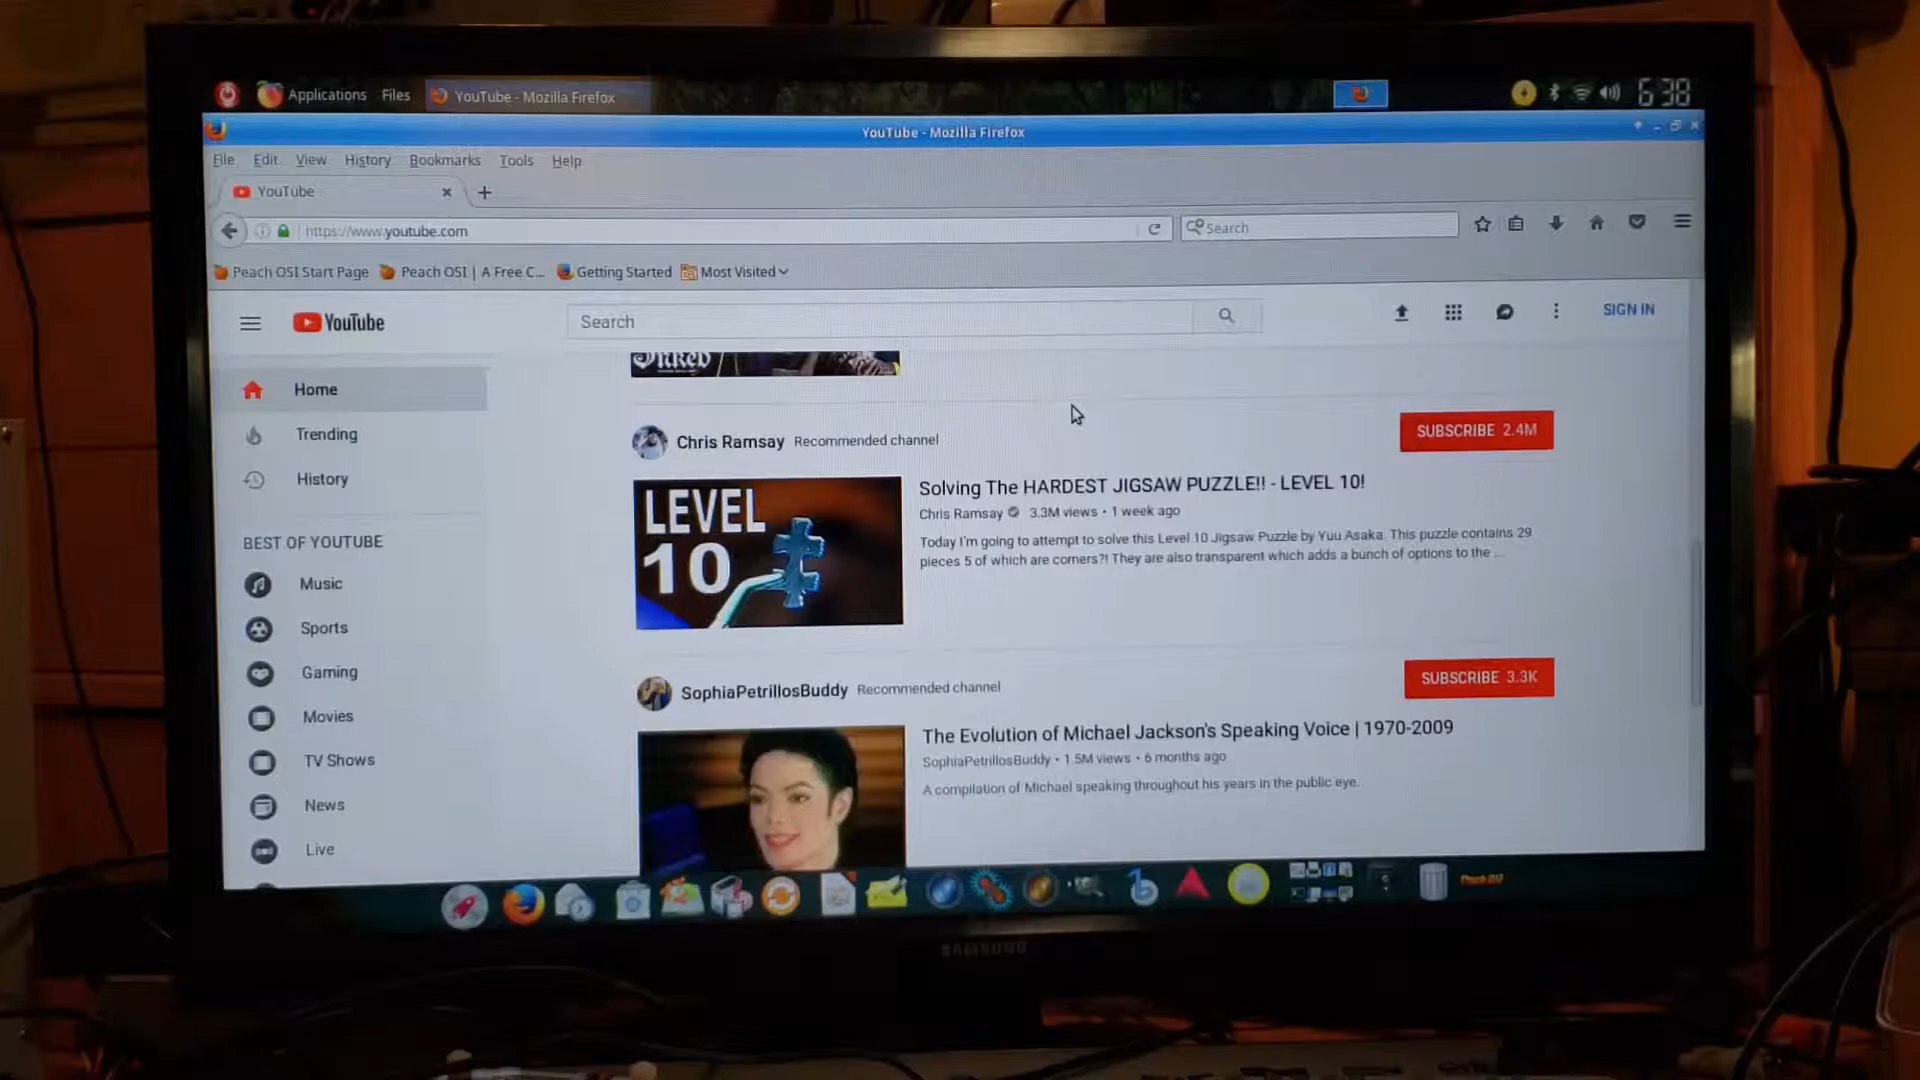 Applications Files YouTube - Mozilla Firefox 6:38
YouTube - Mozilla Firefox
File Edit View History Bookmarks Tools Help
YouTube
https://www.youtube.com Search
Peach OSI Start Page Peach OSI | A Free C... Getting Started Most Visited
YouTube Search SIGN IN
Inked
Home
Trending
History
BEST OF YOUTUBE
Music
Sports
Gaming
Movies
TV Shows
News
Live
Chris Ramsay Recommended channel SUBSCRIBE 2.4M
LEVEL
10
Solving The HARDEST JIGSAW PUZZLE!! - LEVEL 10!
Chris Ramsay 3.3M views • 1 week ago
Today I'm going to attempt to solve this Level 10 Jigsaw Puzzle by Yuu Asaka. This puzzle contains 29
pieces 5 of which are corners?! They are also transparent which adds a bunch of options to the ...
SophiaPetrillosBuddy Recommended channel SUBSCRIBE 3.3K
The Evolution of Michael Jackson's Speaking Voice | 1970-2009
SophiaPetrillosBuddy • 1.5M views • 6 months ago
A compilation of Michael speaking throughout his years in the public eye.
SAMSUNG